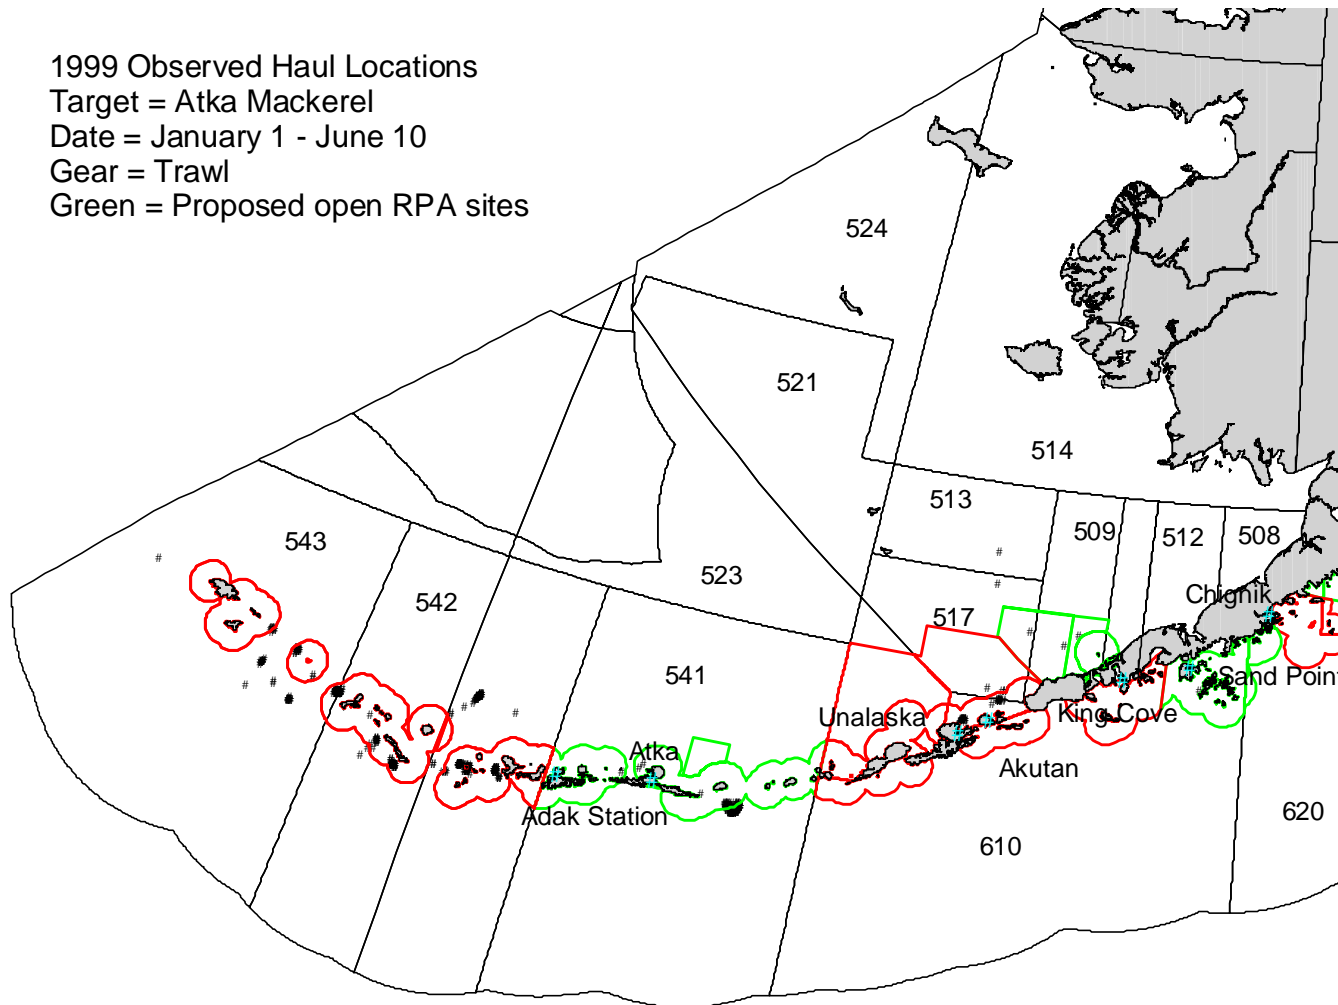 1999 Observed Haul Locations
Target = Atka Mackerel
Date = January 1 - June 10
Gear = Trawl
Green = Proposed open RPA sites
524
521
514
513
509
512
508
543
542
523
517
541
Chignik
Sand Point
King Cove
Unalaska
Akutan
Atka
Adak Station
610
620